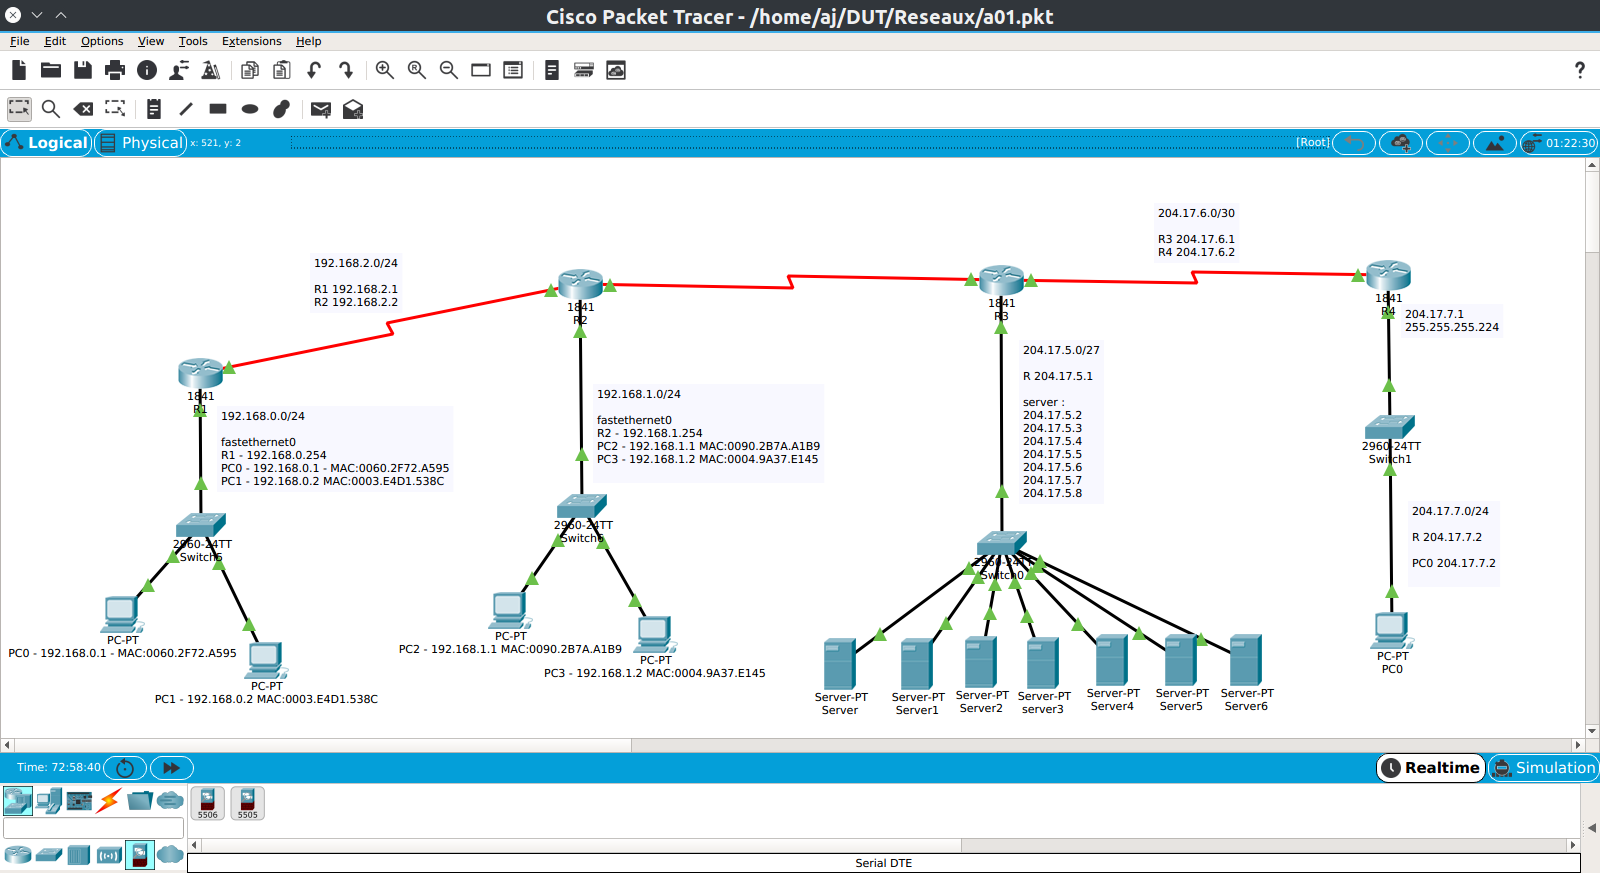 Cisco Packet Tracer - /home/aj/DUT/Reseaux/a01.pkt
File Edit Options View Tools Extensions Help
?
Logical Physical x: 521, y: 2 [Root] 01:22:30
204.17.6.0/30
R3 204.17.6.1
R4 204.17.6.2
192.168.2.0/24
R1 192.168.2.1
R2 192.168.2.2
1841
R2
1841
R3
1841
R4
204.17.7.1
255.255.255.224
1841
R1
192.168.0.0/24
fastethernet0
R1 - 192.168.0.254
PC0 - 192.168.0.1 - MAC:0060.2F72.A595
PC1 - 192.168.0.2 MAC:0003.E4D1.538C
192.168.1.0/24
fastethernet0
R2 - 192.168.1.254
PC2 - 192.168.1.1 MAC:0090.2B7A.A1B9
PC3 - 192.168.1.2 MAC:0004.9A37.E145
204.17.5.0/27
R 204.17.5.1
server :
204.17.5.2
204.17.5.3
204.17.5.4
204.17.5.5
204.17.5.6
204.17.5.7
204.17.5.8
2960-24TT
Switch1
204.17.7.0/24
R 204.17.7.2
PC0 204.17.7.2
2960-24TT
Switch5
2960-24TT
Switch6
2960-24TT
Switch0
PC-PT
PC0 - 192.168.0.1 - MAC:0060.2F72.A595
PC-PT
PC1 - 192.168.0.2 MAC:0003.E4D1.538C
PC-PT
PC2 - 192.168.1.1 MAC:0090.2B7A.A1B9
PC-PT
PC3 - 192.168.1.2 MAC:0004.9A37.E145
Server-PT
Server
Server-PT
Server1
Server-PT
Server2
Server-PT
server3
Server-PT
Server4
Server-PT
Server5
Server-PT
Server6
PC-PT
PC0
Time: 72:58:40
Realtime Simulation
5506 5505
Serial DTE